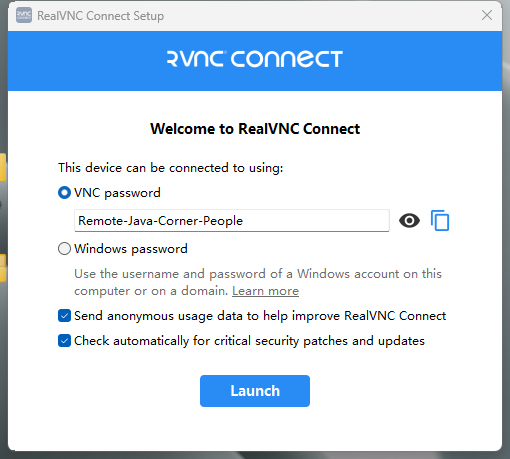 RealVNC Connect Setup
RVNC CONNECT
Welcome to RealVNC Connect
This device can be connected to using:
VNC password
Remote-Java-Corner-People
Windows password
Use the username and password of a Windows account on this
computer or on a domain. Learn more
Send anonymous usage data to help improve RealVNC Connect
Check automatically for critical security patches and updates
Launch